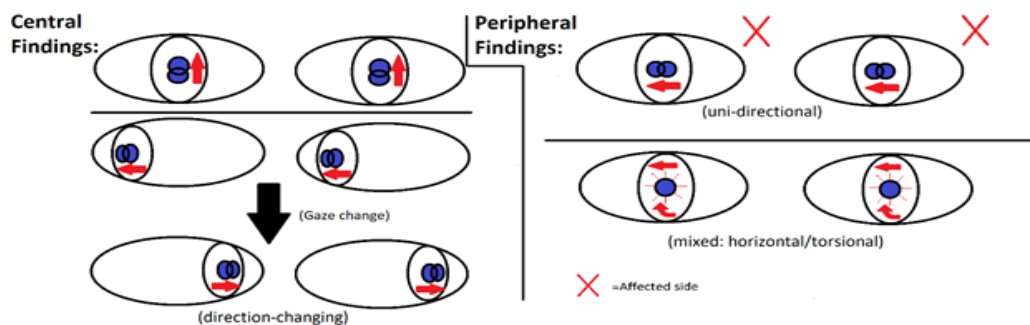 Central
Findings:
(Gaze change)
(direction-changing)
Peripheral
Findings:
(uni-directional)
(mixed: horizontal/torsional)
=Affected side